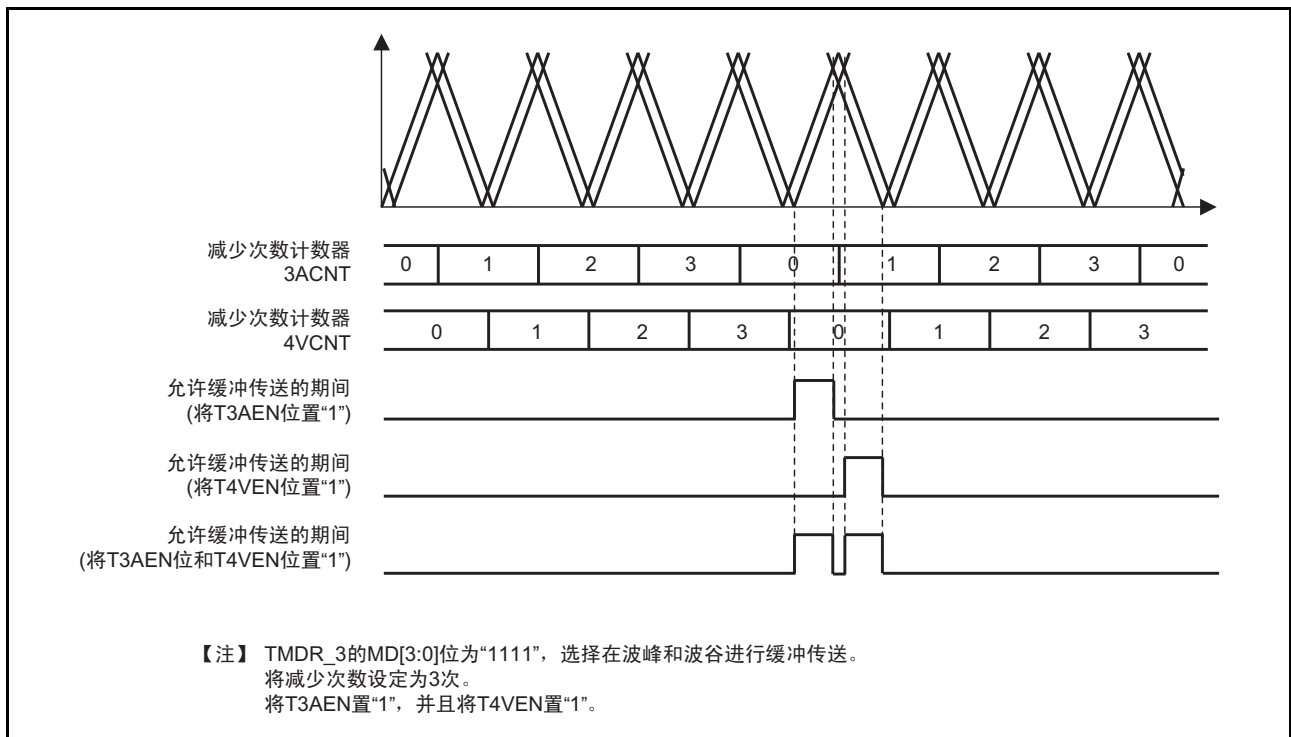 减少次数计数器
3ACNT
0 1 2 3 0 1 2 3 0
减少次数计数器
4VCNT
0 1 2 3 0 1 2 3
允许缓冲传送的期间
(将T3AEN位置“1”)
允许缓冲传送的期间
(将T4VEN位置“1”)
允许缓冲传送的期间
(将T3AEN位和T4VEN位置“1”)
【注】 TMDR_3的MD[3:0]位为“1111”，选择在波峰和波谷进行缓冲传送。
将减少次数设定为3次。
将T3AEN置“1”，并且将T4VEN置“1”。